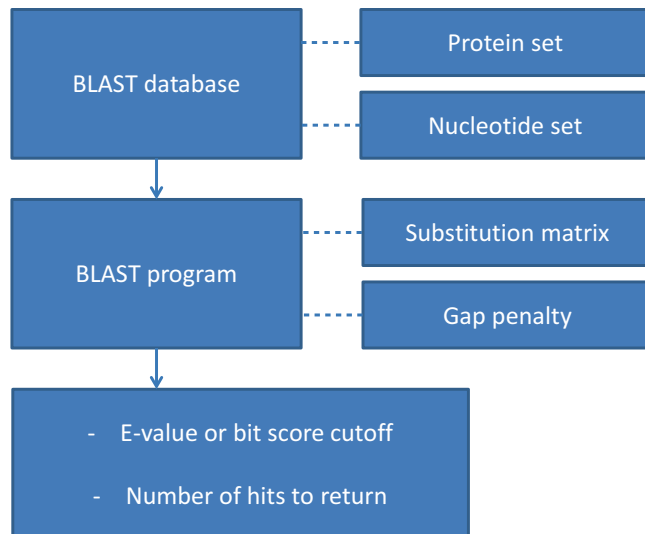 BLAST database
Protein set
Nucleotide set
BLAST program
Substitution matrix
Gap penalty
- E-value or bit score cutoff
- Number of hits to return